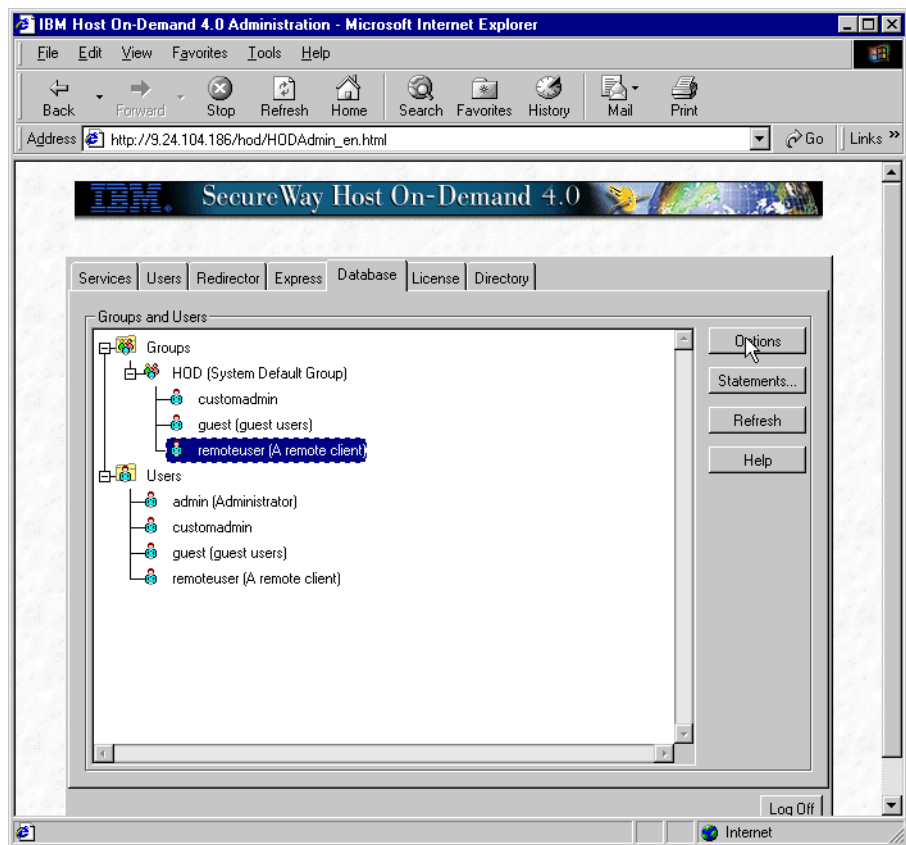 IBM Host On-Demand 4.0 Administration - Microsoft Internet Explorer
File Edit View Favorites Tools Help
Back Forward Stop Refresh Home Search Favorites History Mail Print
Address http://9.24.104.186/hod/HODAdmin_en.html Go Links »
IBM. SecureWay Host On-Demand 4.0
Services Users Redirector Express Database License Directory
Groups and Users
Groups
HOD (System Default Group)
customadmin
guest (guest users)
remoteuser (A remote client)
Users
admin (Administrator)
customadmin
guest (guest users)
remoteuser (A remote client)
Options
Statements...
Refresh
Help
Log Off
Internet